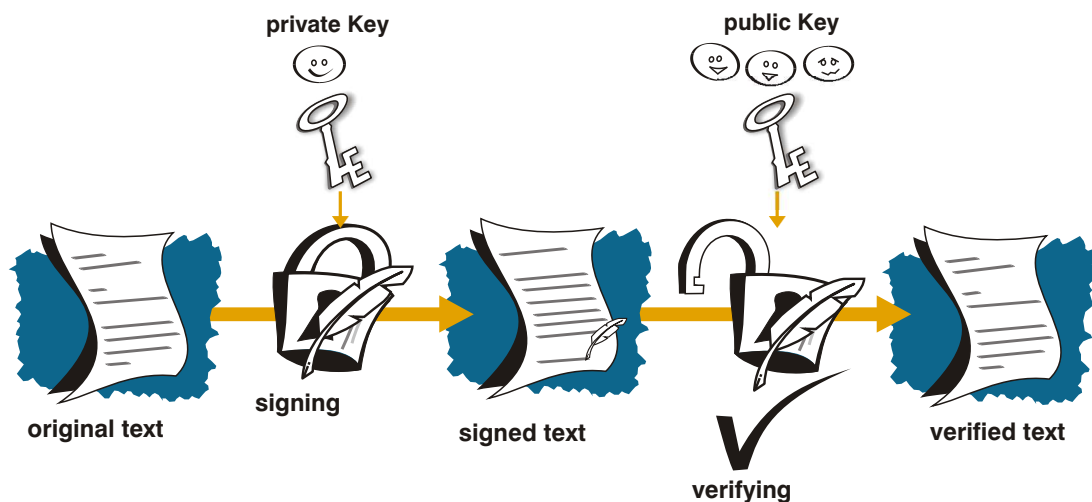 private Key
public Key
signing
original text
signed text
verified text
verifying